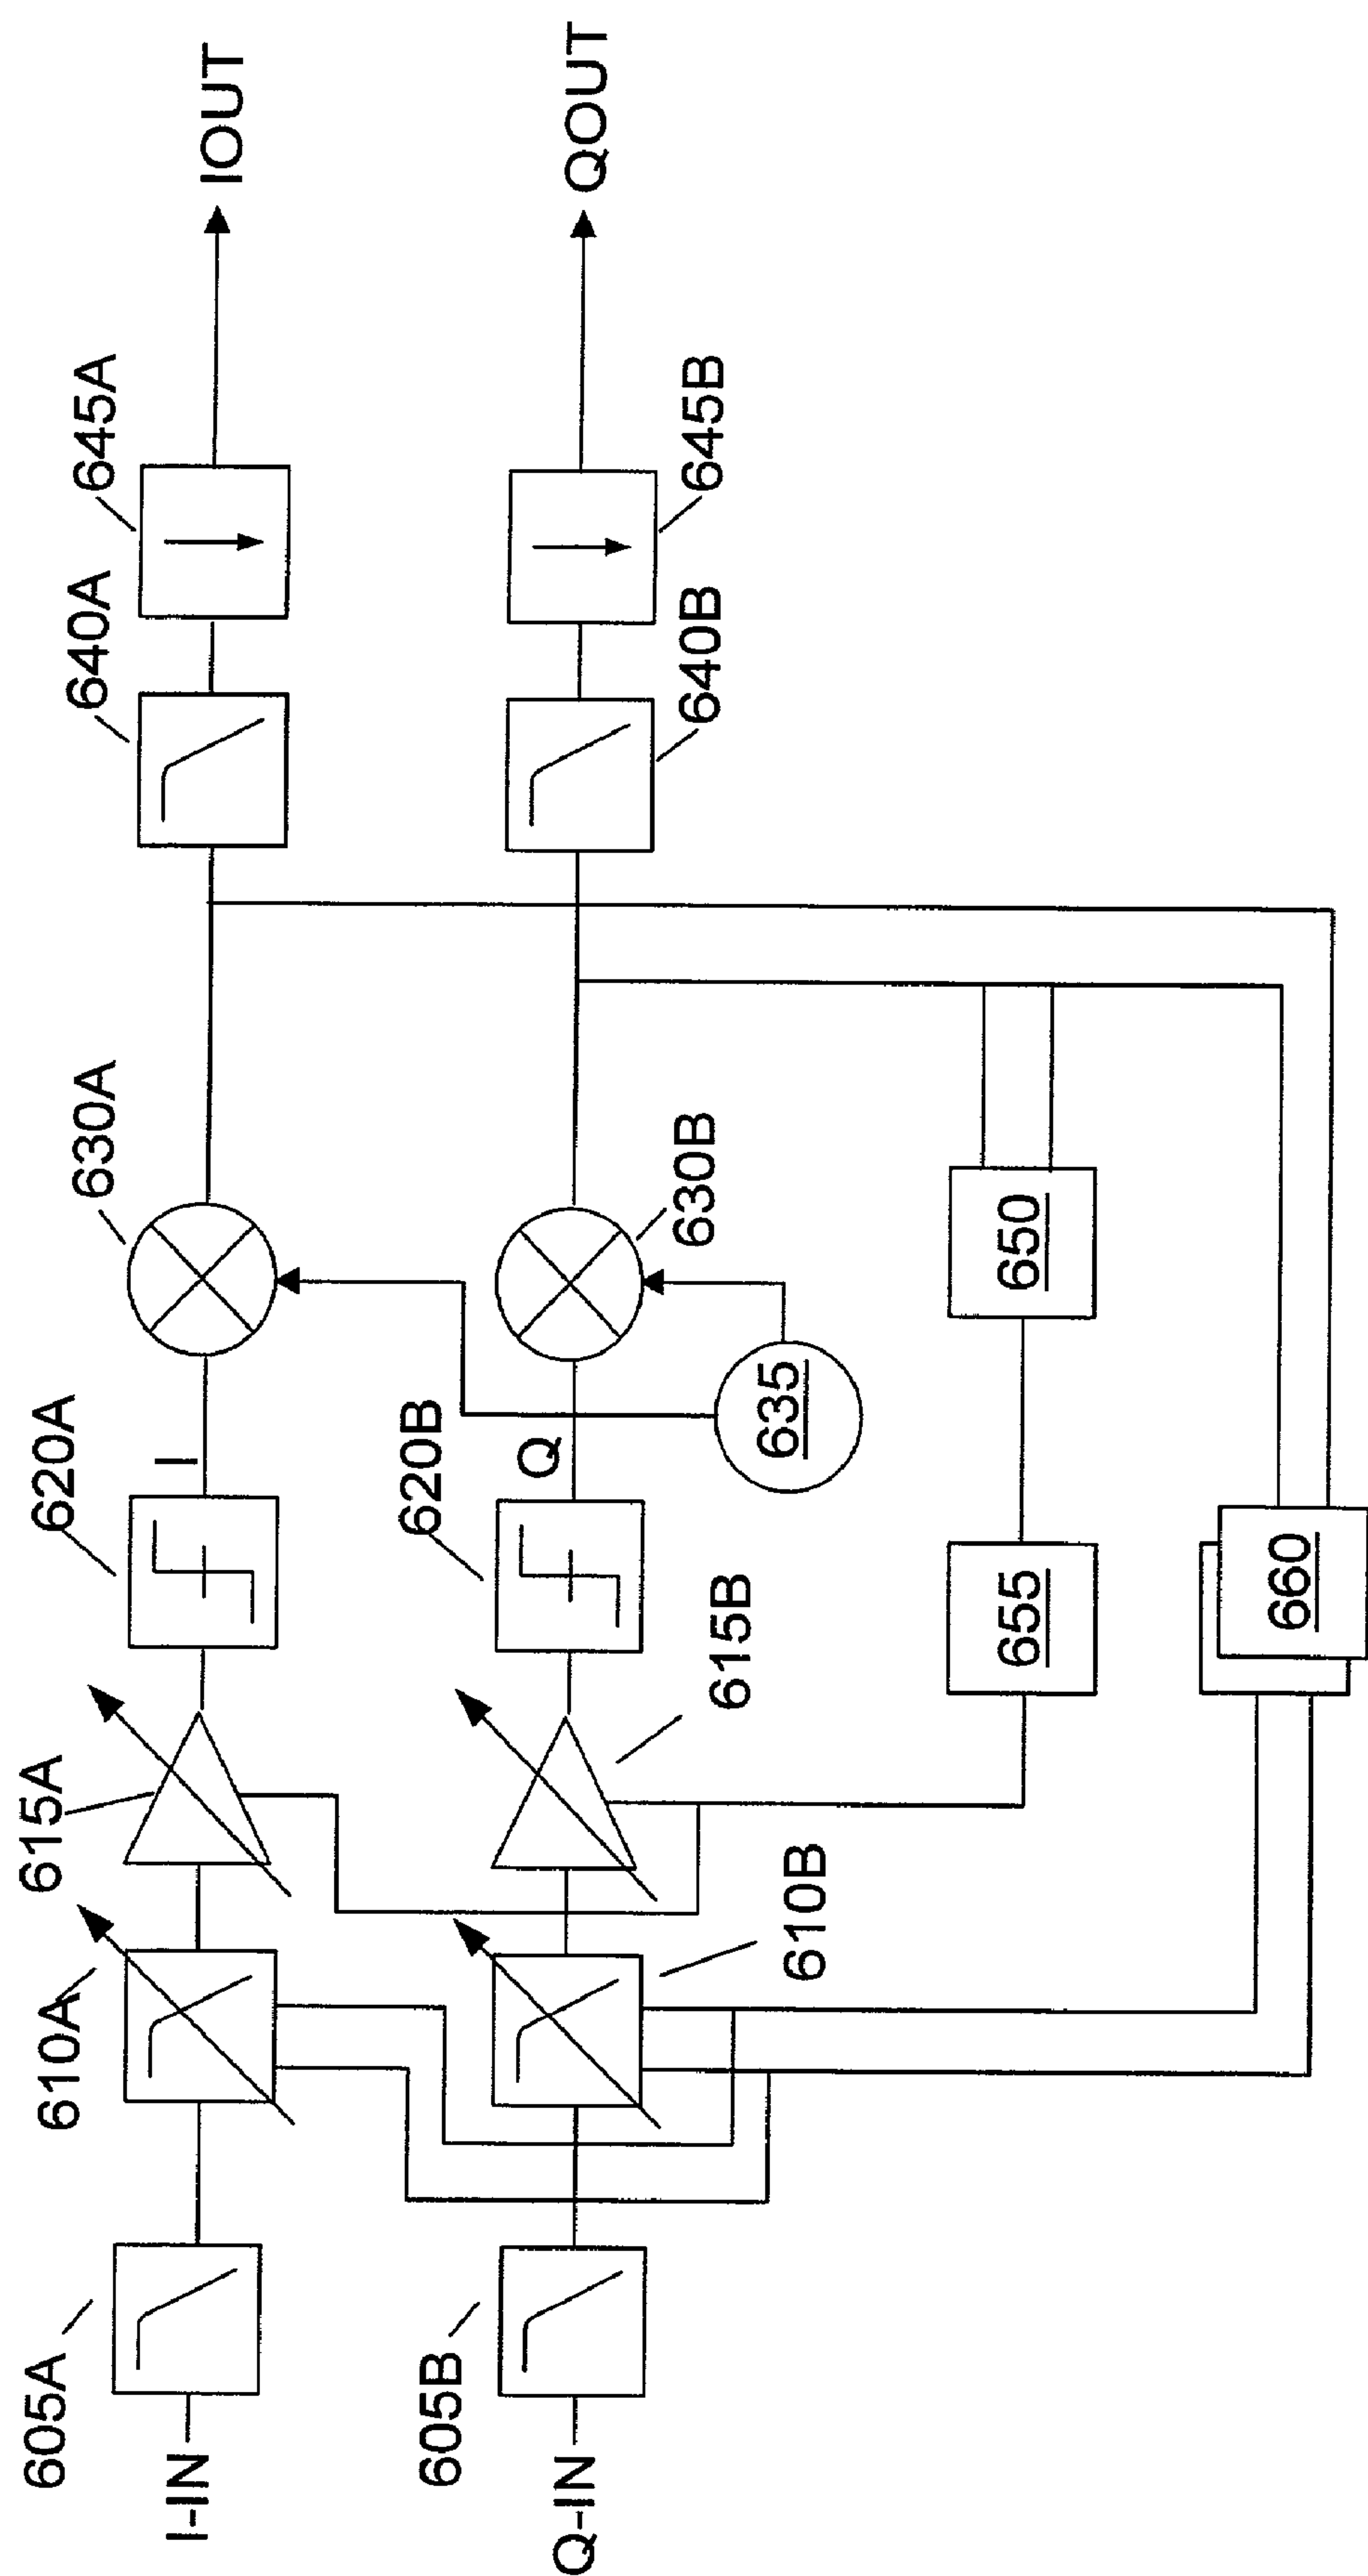 605A
610A
615A
620A
630A
640A
645A
I-IN
I
IOUT
605B
610B
615B
620B
630B
640B
645B
Q-IN
Q
QOUT
635
655
650
660